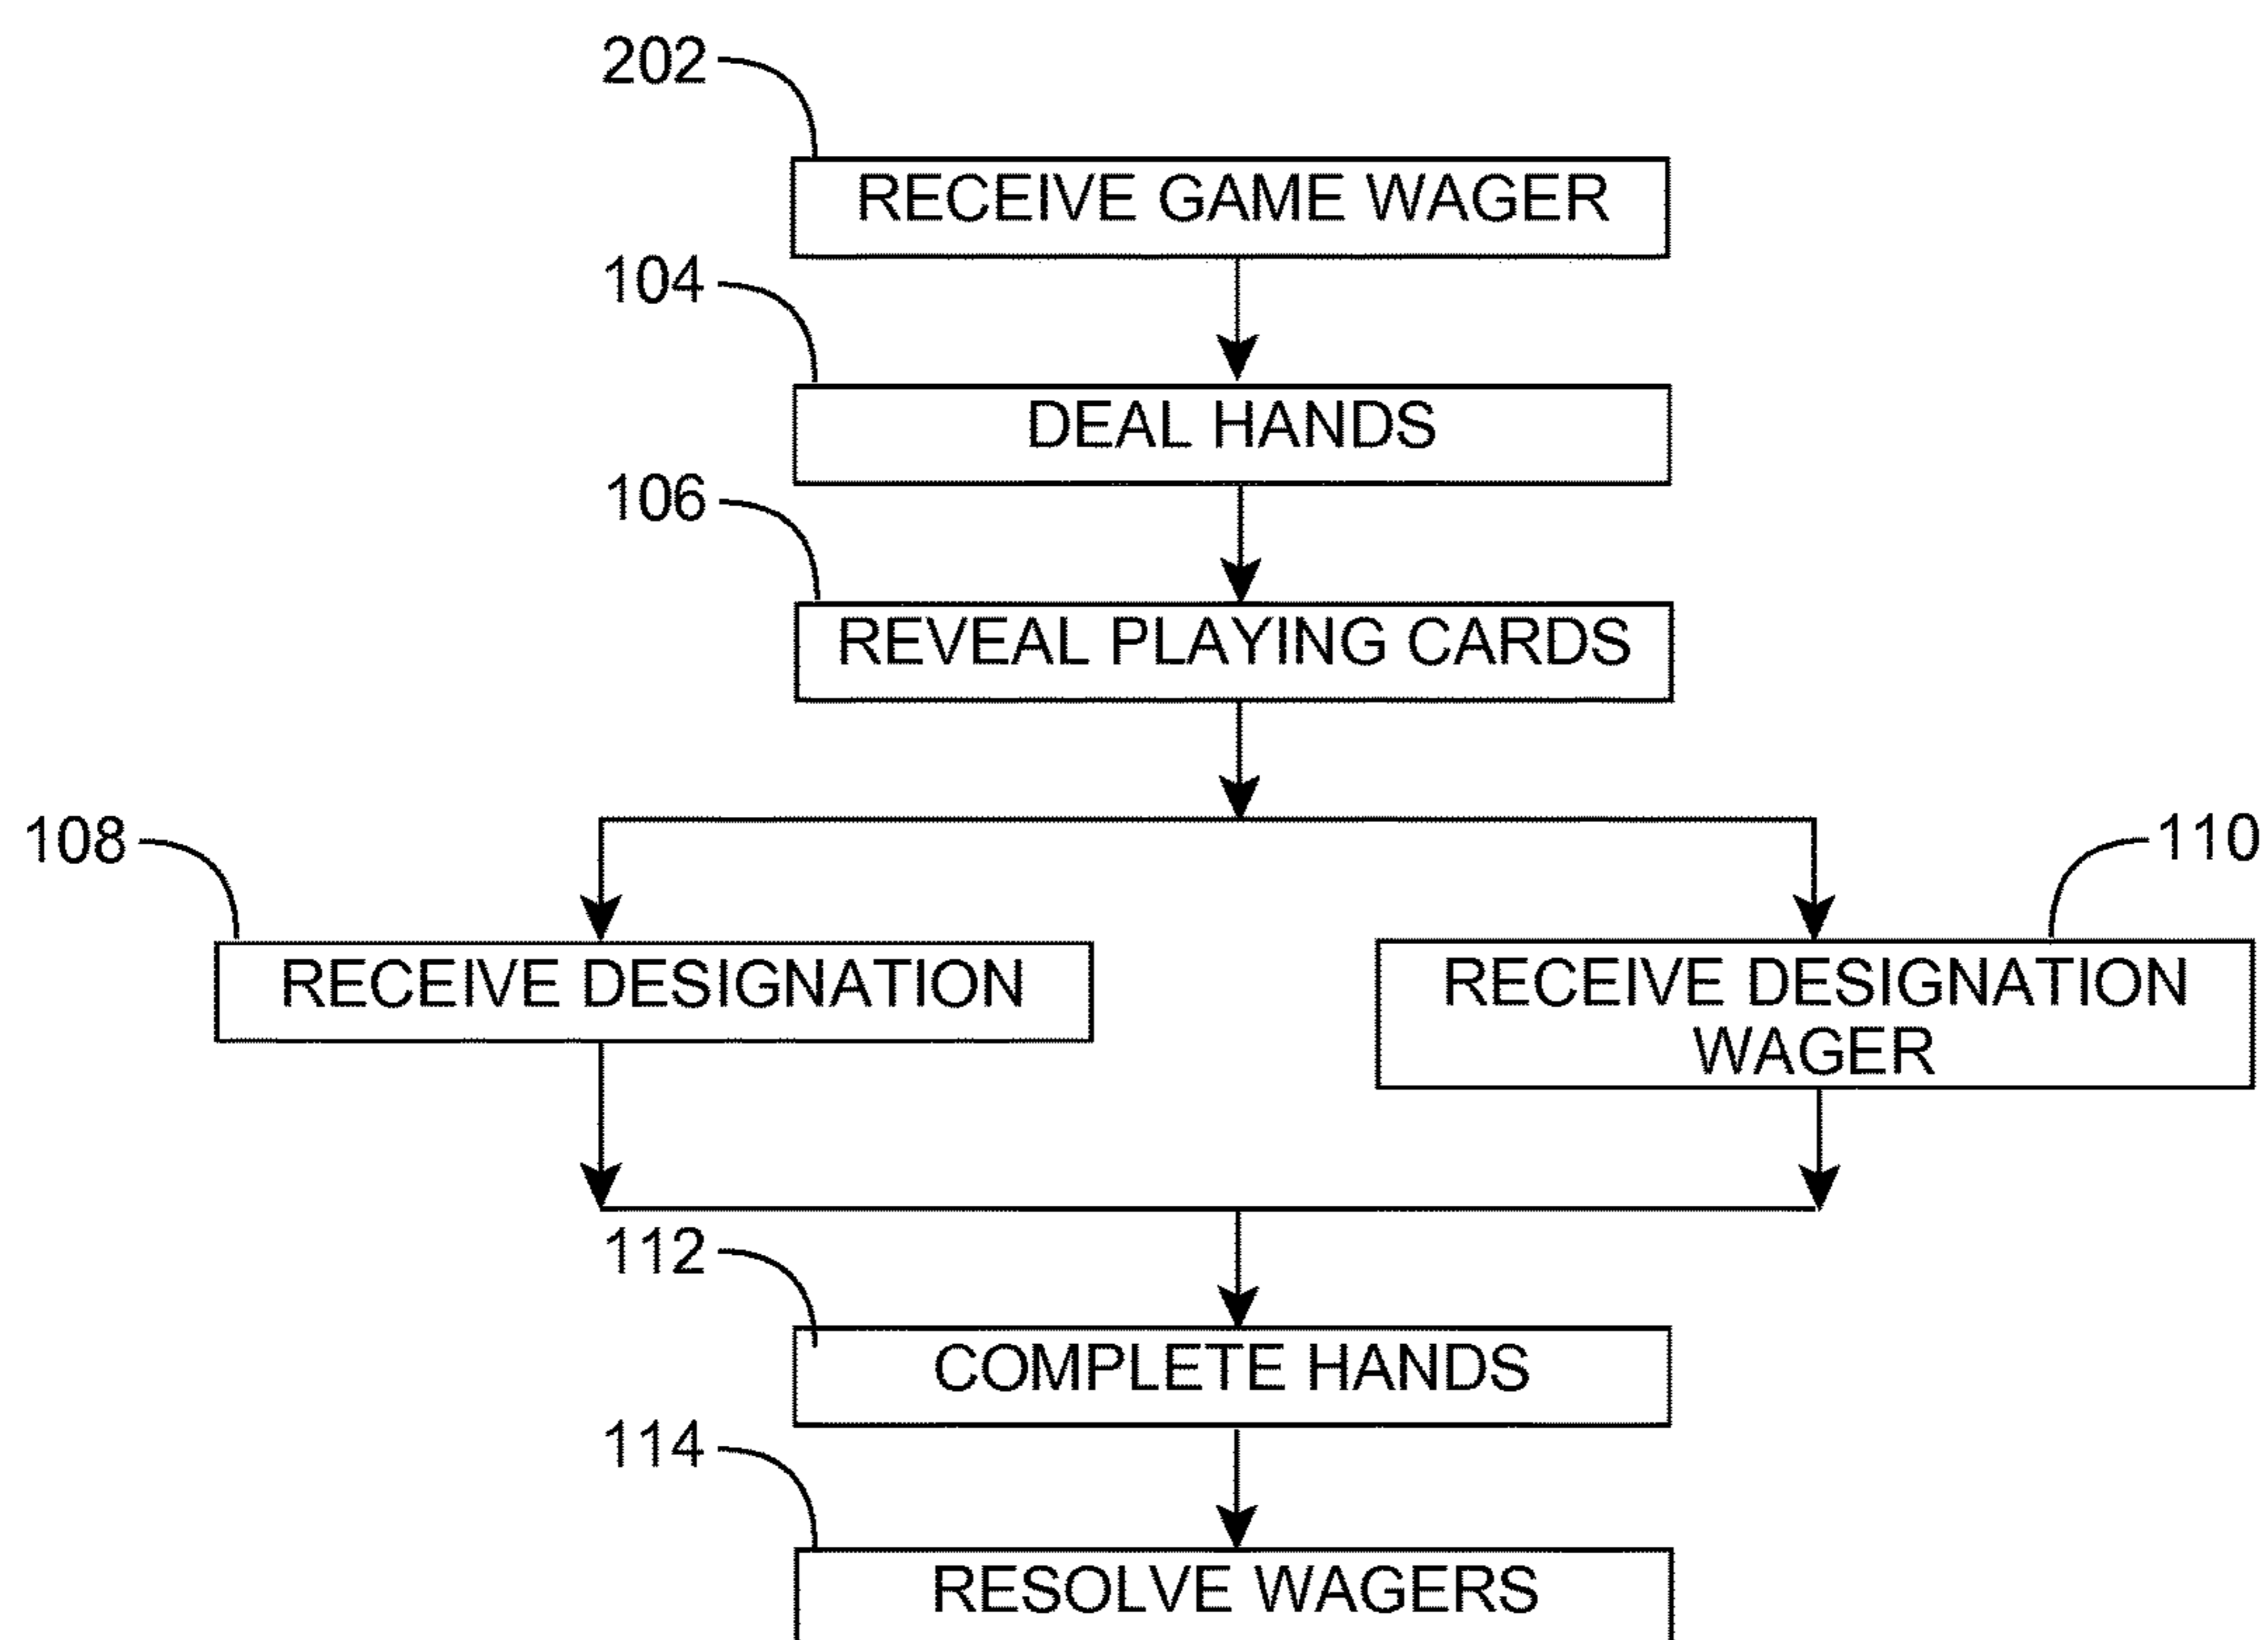 202
RECEIVE GAME WAGER
104
DEAL HANDS
106
REVEAL PLAYING CARDS
108
110
RECEIVE DESIGNATION
RECEIVE DESIGNATION
WAGER
112
COMPLETE HANDS
114
RESOLVE WAGERS